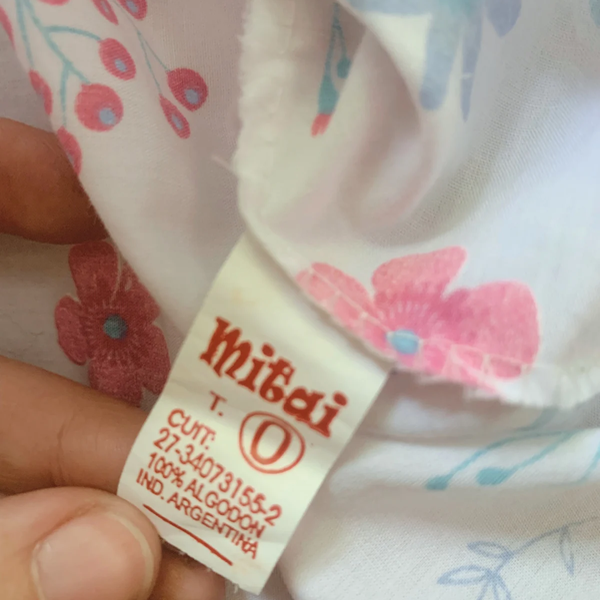 Mitai
T. 0
CUIT:
27-34073155-2
100% ALGODON
IND. ARGENTINA